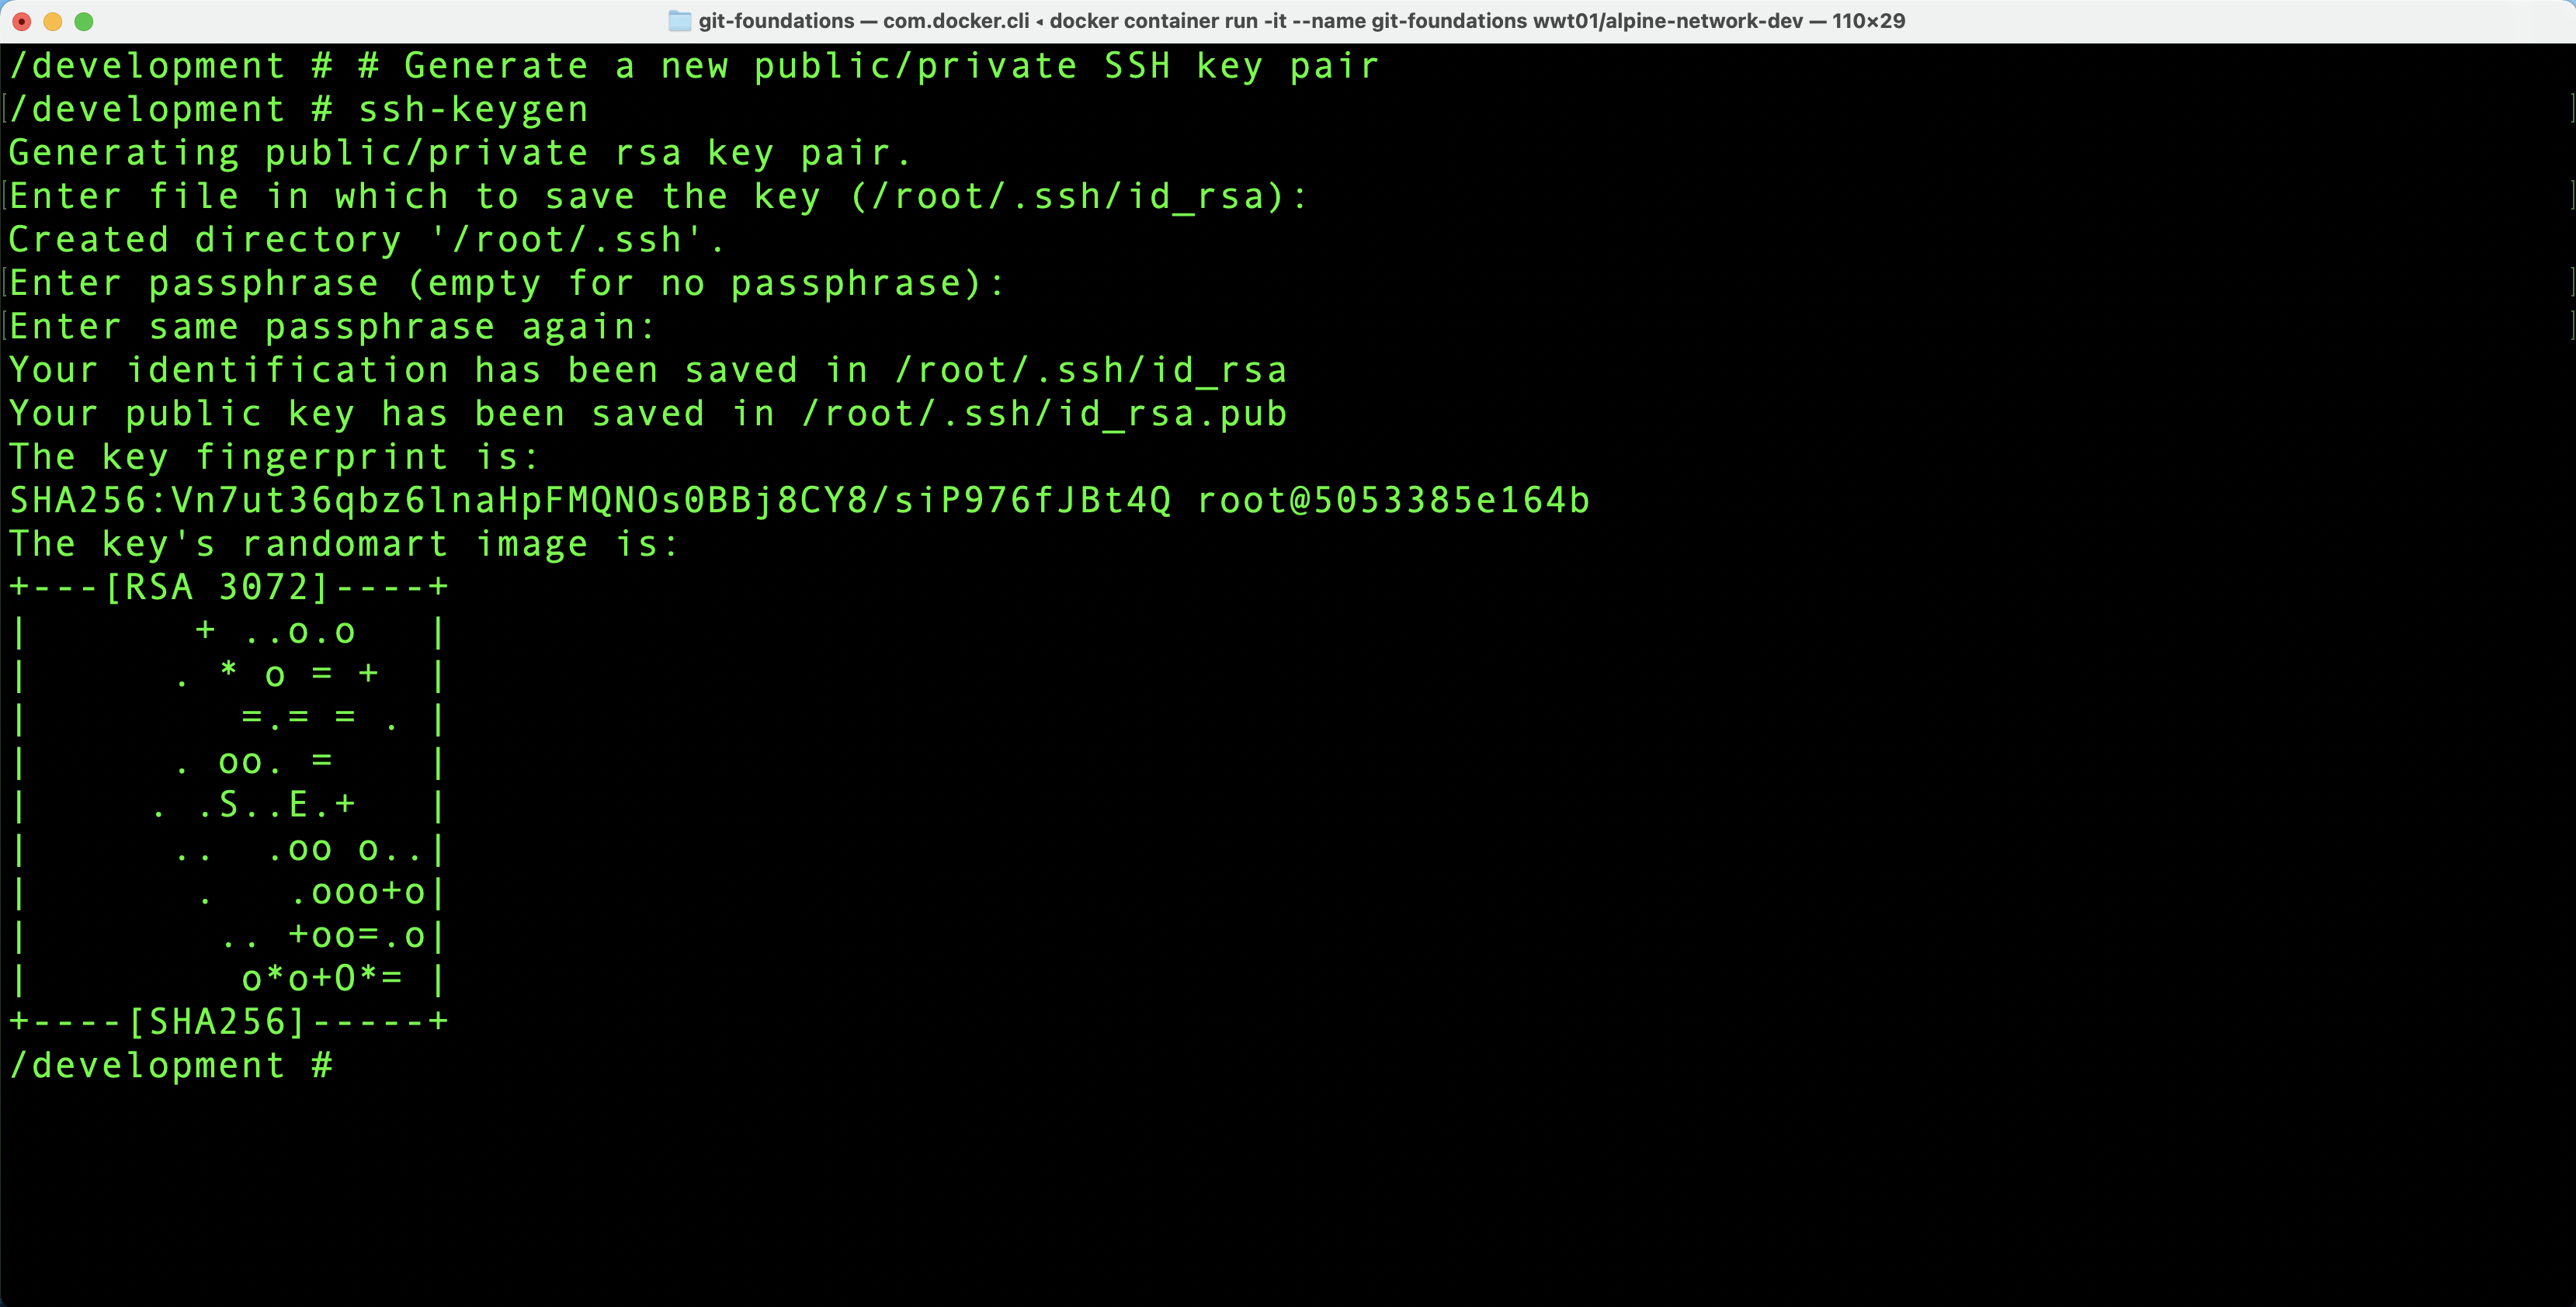 git-foundations — com.docker.cli ◂ docker container run -it --name git-foundations wwt01/alpine-network-dev — 110×29
/development # # Generate a new public/private SSH key pair
/development # ssh-keygen
Generating public/private rsa key pair.
Enter file in which to save the key (/root/.ssh/id_rsa):
Created directory '/root/.ssh'.
Enter passphrase (empty for no passphrase):
Enter same passphrase again:
Your identification has been saved in /root/.ssh/id_rsa
Your public key has been saved in /root/.ssh/id_rsa.pub
The key fingerprint is:
SHA256:Vn7ut36qbz6lnaHpFMQNOs0BBj8CY8/siP976fJBt4Q root@5053385e164b
The key's randomart image is:
+---[RSA 3072]----+
|       + ..o.o   |
|      . * o = +  |
|         =.= = . |
|      . oo. =    |
|     . .S..E.+   |
|      ..  .oo o..|
|       .   .ooo+o|
|        .. +oo=.o|
|         o*o+O*= |
+----[SHA256]-----+
/development #